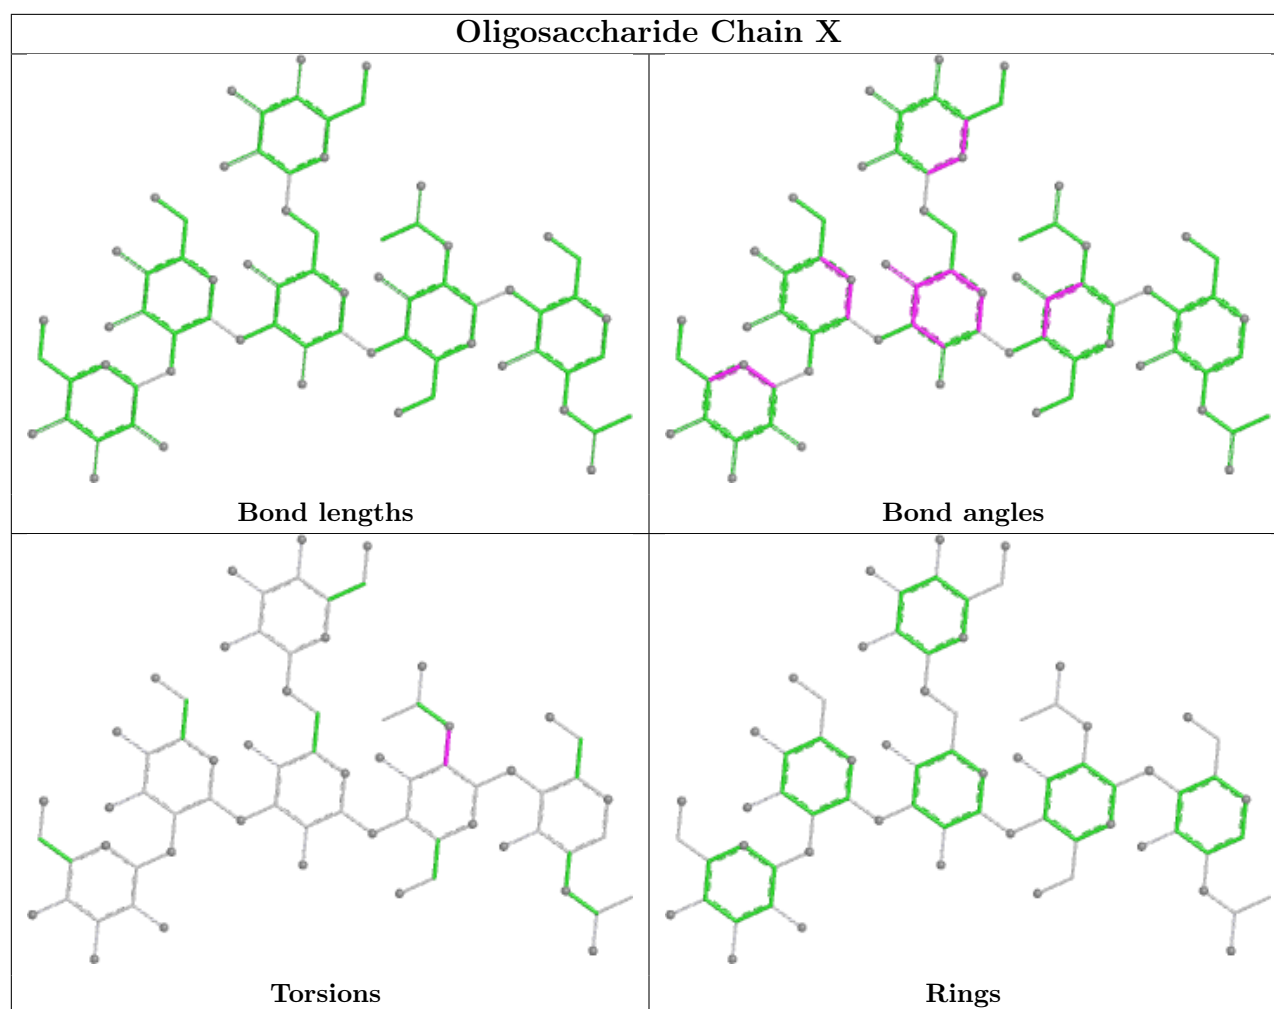 Oligosaccharide Chain X
Bond lengths
Bond angles
Torsions
Rings